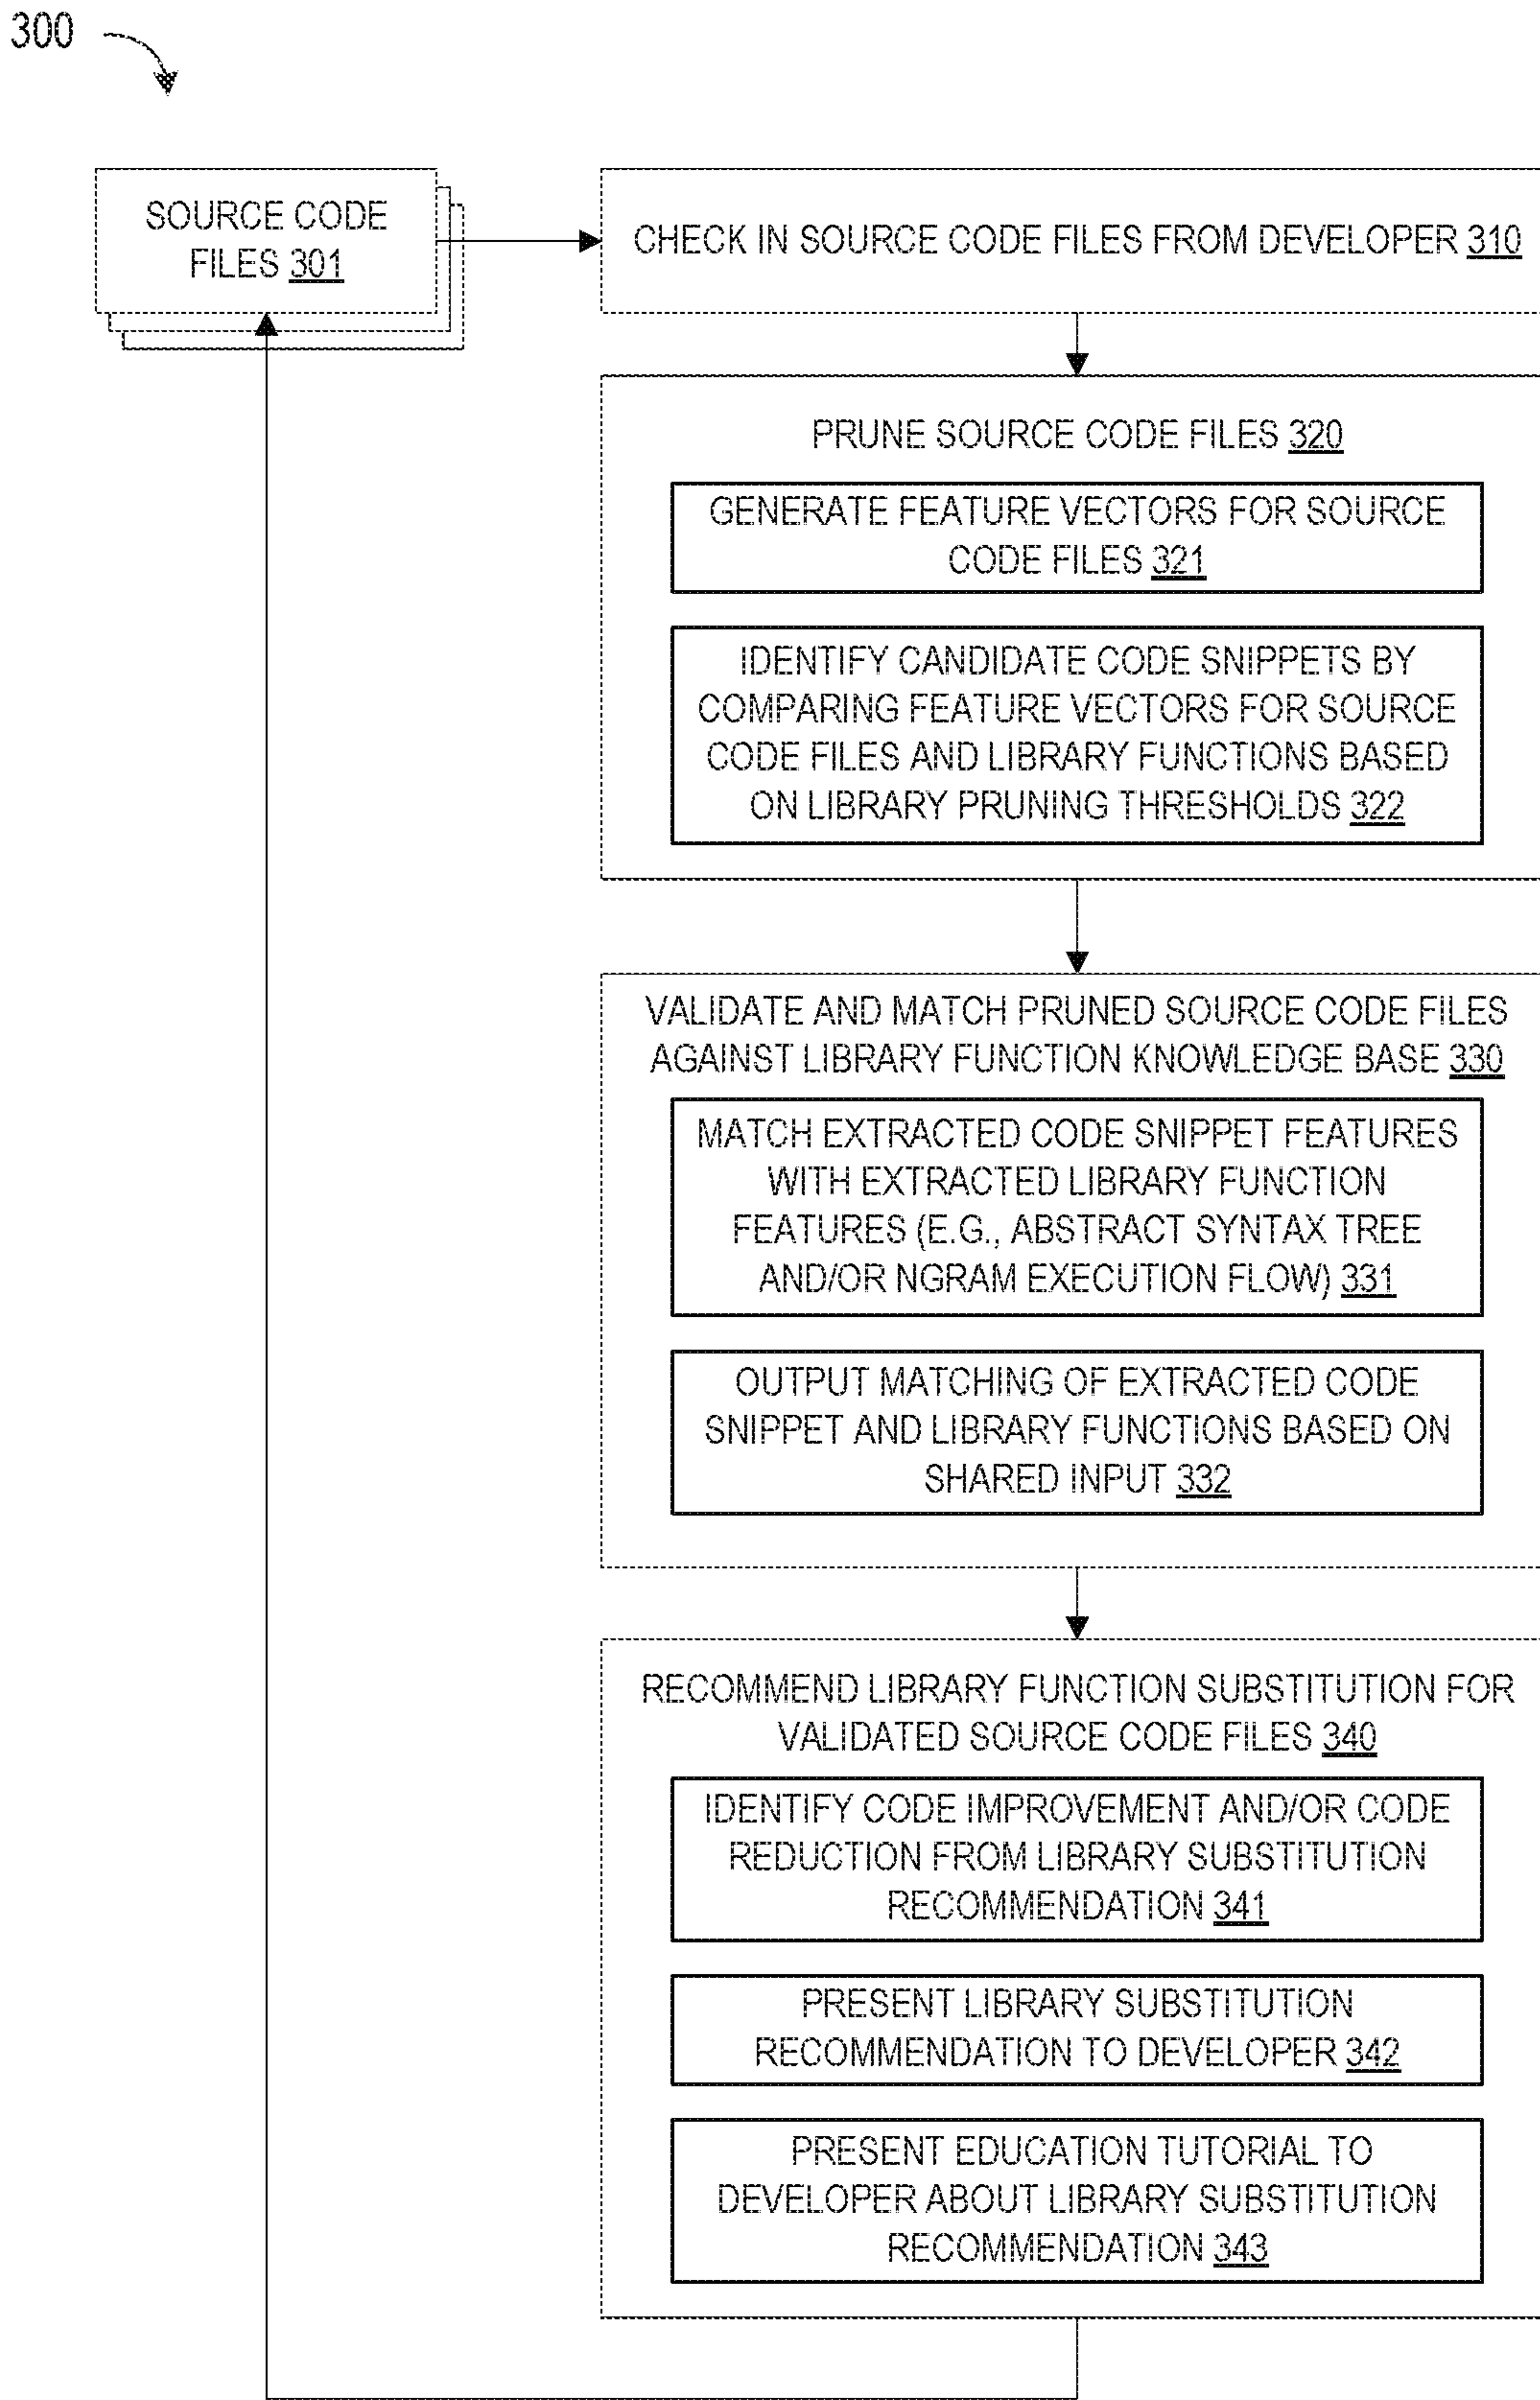 300
SOURCE CODE
FILES 301
CHECK IN SOURCE CODE FILES FROM DEVELOPER 310
PRUNE SOURCE CODE FILES 320
GENERATE FEATURE VECTORS FOR SOURCE
CODE FILES 321
IDENTIFY CANDIDATE CODE SNIPPETS BY
COMPARING FEATURE VECTORS FOR SOURCE
CODE FILES AND LIBRARY FUNCTIONS BASED
ON LIBRARY PRUNING THRESHOLDS 322
VALIDATE AND MATCH PRUNED SOURCE CODE FILES
AGAINST LIBRARY FUNCTION KNOWLEDGE BASE 330
MATCH EXTRACTED CODE SNIPPET FEATURES
WITH EXTRACTED LIBRARY FUNCTION
FEATURES (E.G., ABSTRACT SYNTAX TREE
AND/OR NGRAM EXECUTION FLOW) 331
OUTPUT MATCHING OF EXTRACTED CODE
SNIPPET AND LIBRARY FUNCTIONS BASED ON
SHARED INPUT 332
RECOMMEND LIBRARY FUNCTION SUBSTITUTION FOR
VALIDATED SOURCE CODE FILES 340
IDENTIFY CODE IMPROVEMENT AND/OR CODE
REDUCTION FROM LIBRARY SUBSTITUTION
RECOMMENDATION 341
PRESENT LIBRARY SUBSTITUTION
RECOMMENDATION TO DEVELOPER 342
PRESENT EDUCATION TUTORIAL TO
DEVELOPER ABOUT LIBRARY SUBSTITUTION
RECOMMENDATION 343